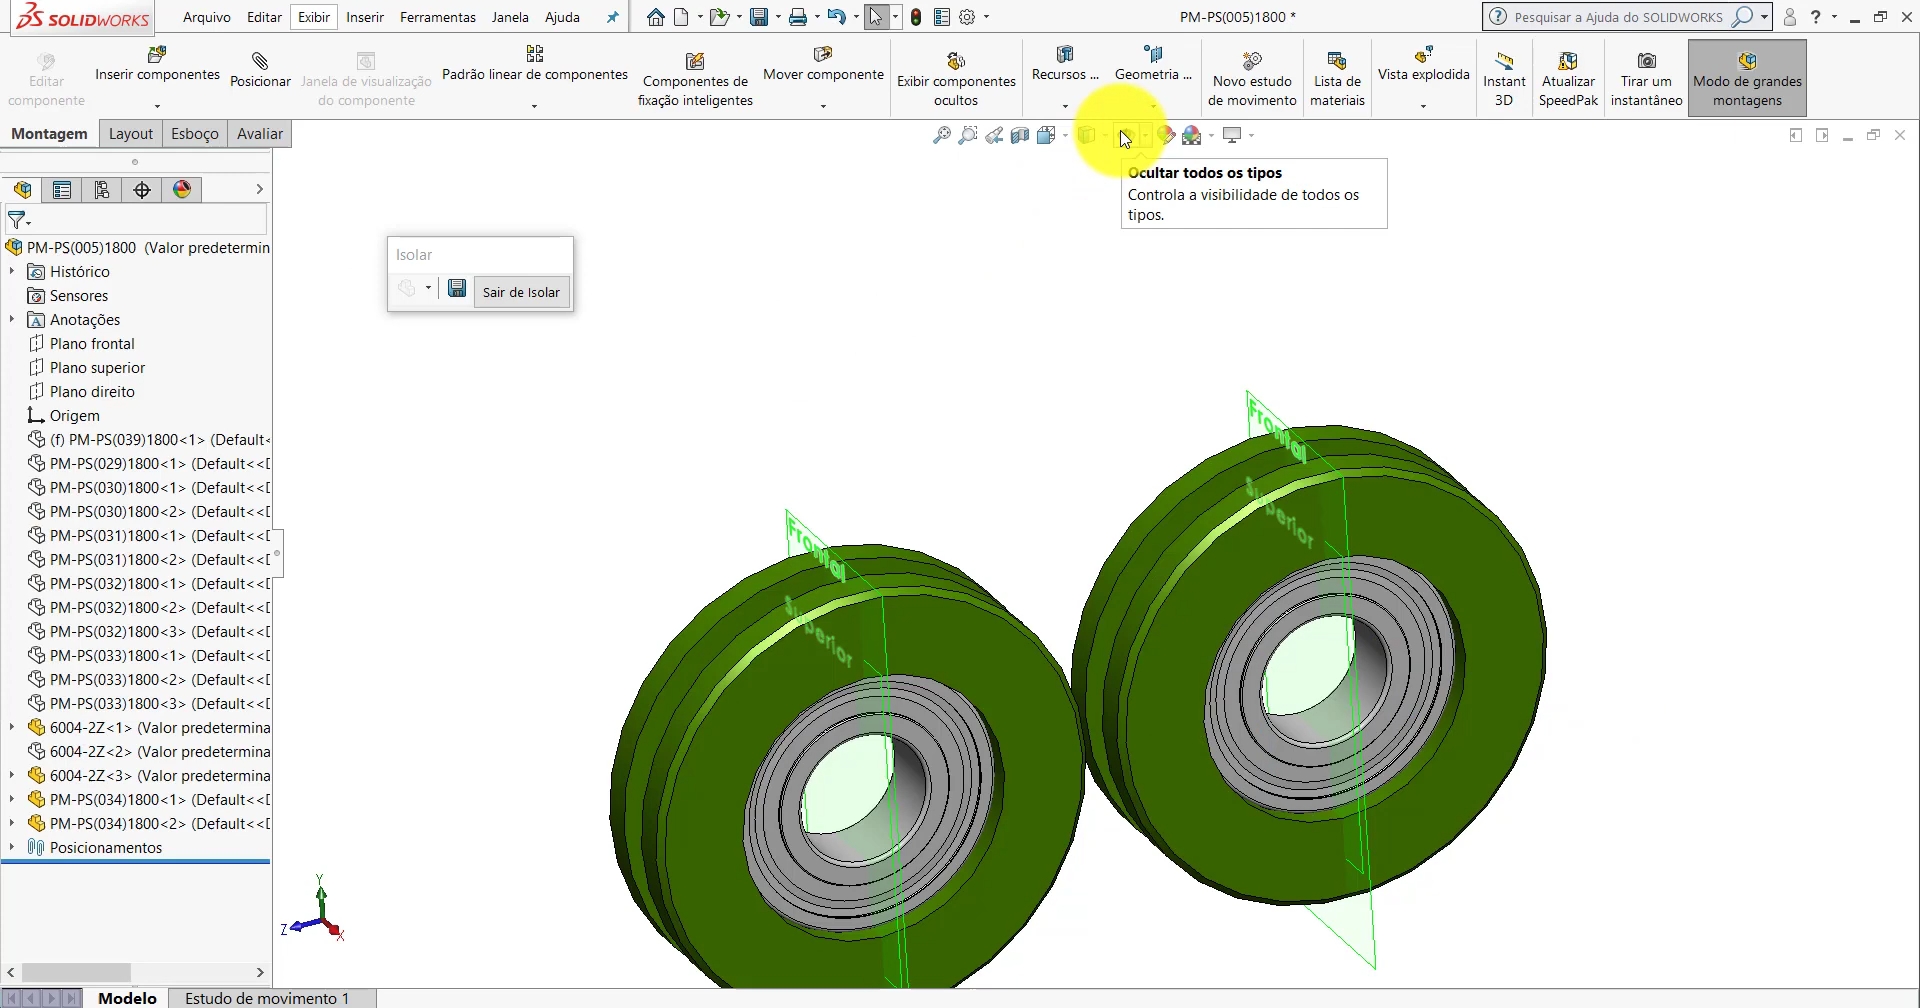 SOLIDWORKS
Arquivo
Editar
Exibir
Inserir
Ferramentas
Janela
Ajuda
PM-PS(005)1800 *
Pesquisar a Ajuda do SOLIDWORKS
Editar
componente
Inserir componentes
Posicionar
Janela de visualização
do componente
Padrão linear de componentes
Componentes de
fixação inteligentes
Mover componente
Exibir componentes
ocultos
Recursos ...
Geometria ...
Novo estudo
de movimento
Lista de
materiais
Vista explodida
Instant
3D
Atualizar
SpeedPak
Tirar um
instantâneo
Modo de grandes
montagens
Montagem
Layout
Esboço
Avaliar
Ocultar todos os tipos
Controla a visibilidade de todos os
tipos.
Isolar
Sair de Isolar
PM-PS(005)1800 (Valor predetermin
Histórico
Sensores
Anotações
Plano frontal
Plano superior
Plano direito
Origem
(f) PM-PS(039)1800<1> (Default<
PM-PS(029)1800<1> (Default<<D
PM-PS(030)1800<1> (Default<<D
PM-PS(030)1800<2> (Default<<D
PM-PS(031)1800<1> (Default<<D
PM-PS(031)1800<2> (Default<<D
PM-PS(032)1800<1> (Default<<D
PM-PS(032)1800<2> (Default<<D
PM-PS(032)1800<3> (Default<<D
PM-PS(033)1800<1> (Default<<D
PM-PS(033)1800<2> (Default<<D
PM-PS(033)1800<3> (Default<<D
6004-2Z<1> (Valor predetermina
6004-2Z<2> (Valor predetermina
6004-2Z<3> (Valor predetermina
PM-PS(034)1800<1> (Default<<D
PM-PS(034)1800<2> (Default<<D
Posicionamentos
Frontal
Superior
Frontal
Superior
Y
Z
X
Modelo
Estudo de movimento 1